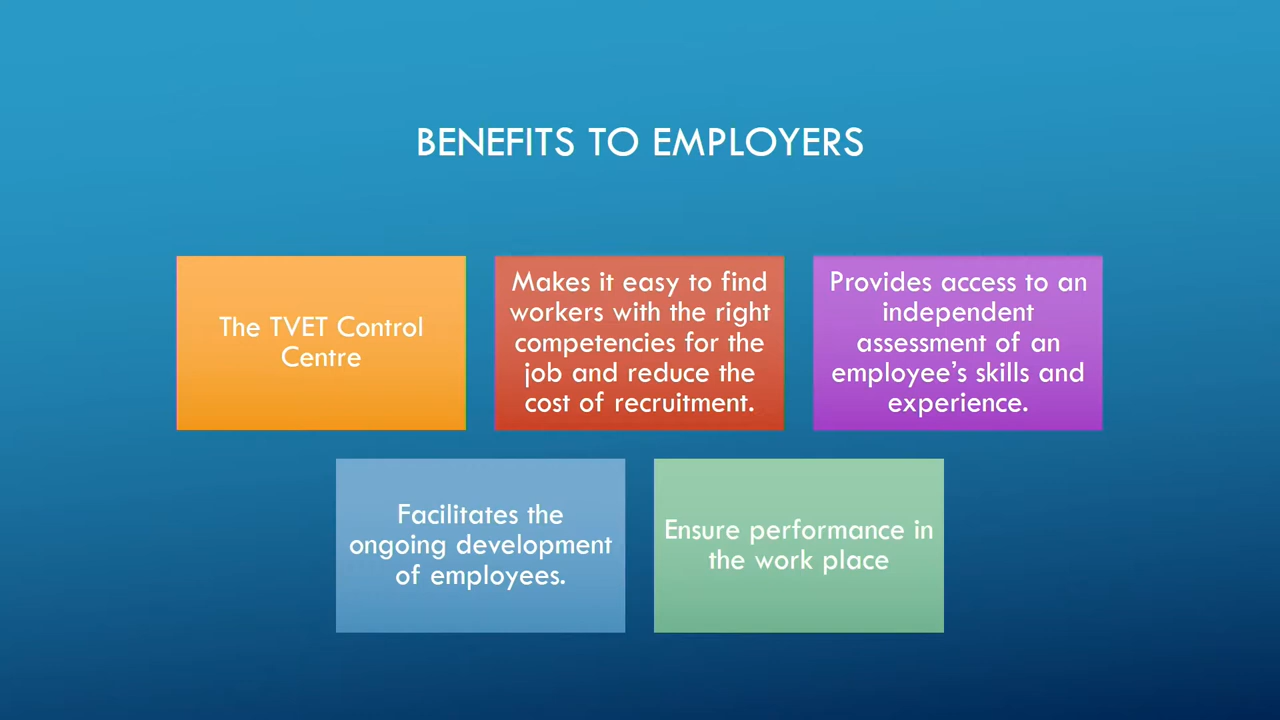 BENEFITS TO EMPLOYERS
The TVET Control
Centre
Makes it easy to find
workers with the right
competencies for the
job and reduce the
cost of recruitment.
Provides access to an
independent
assessment of an
employee’s skills and
experience.
Facilitates the
ongoing development
of employees.
Ensure performance in
the work place